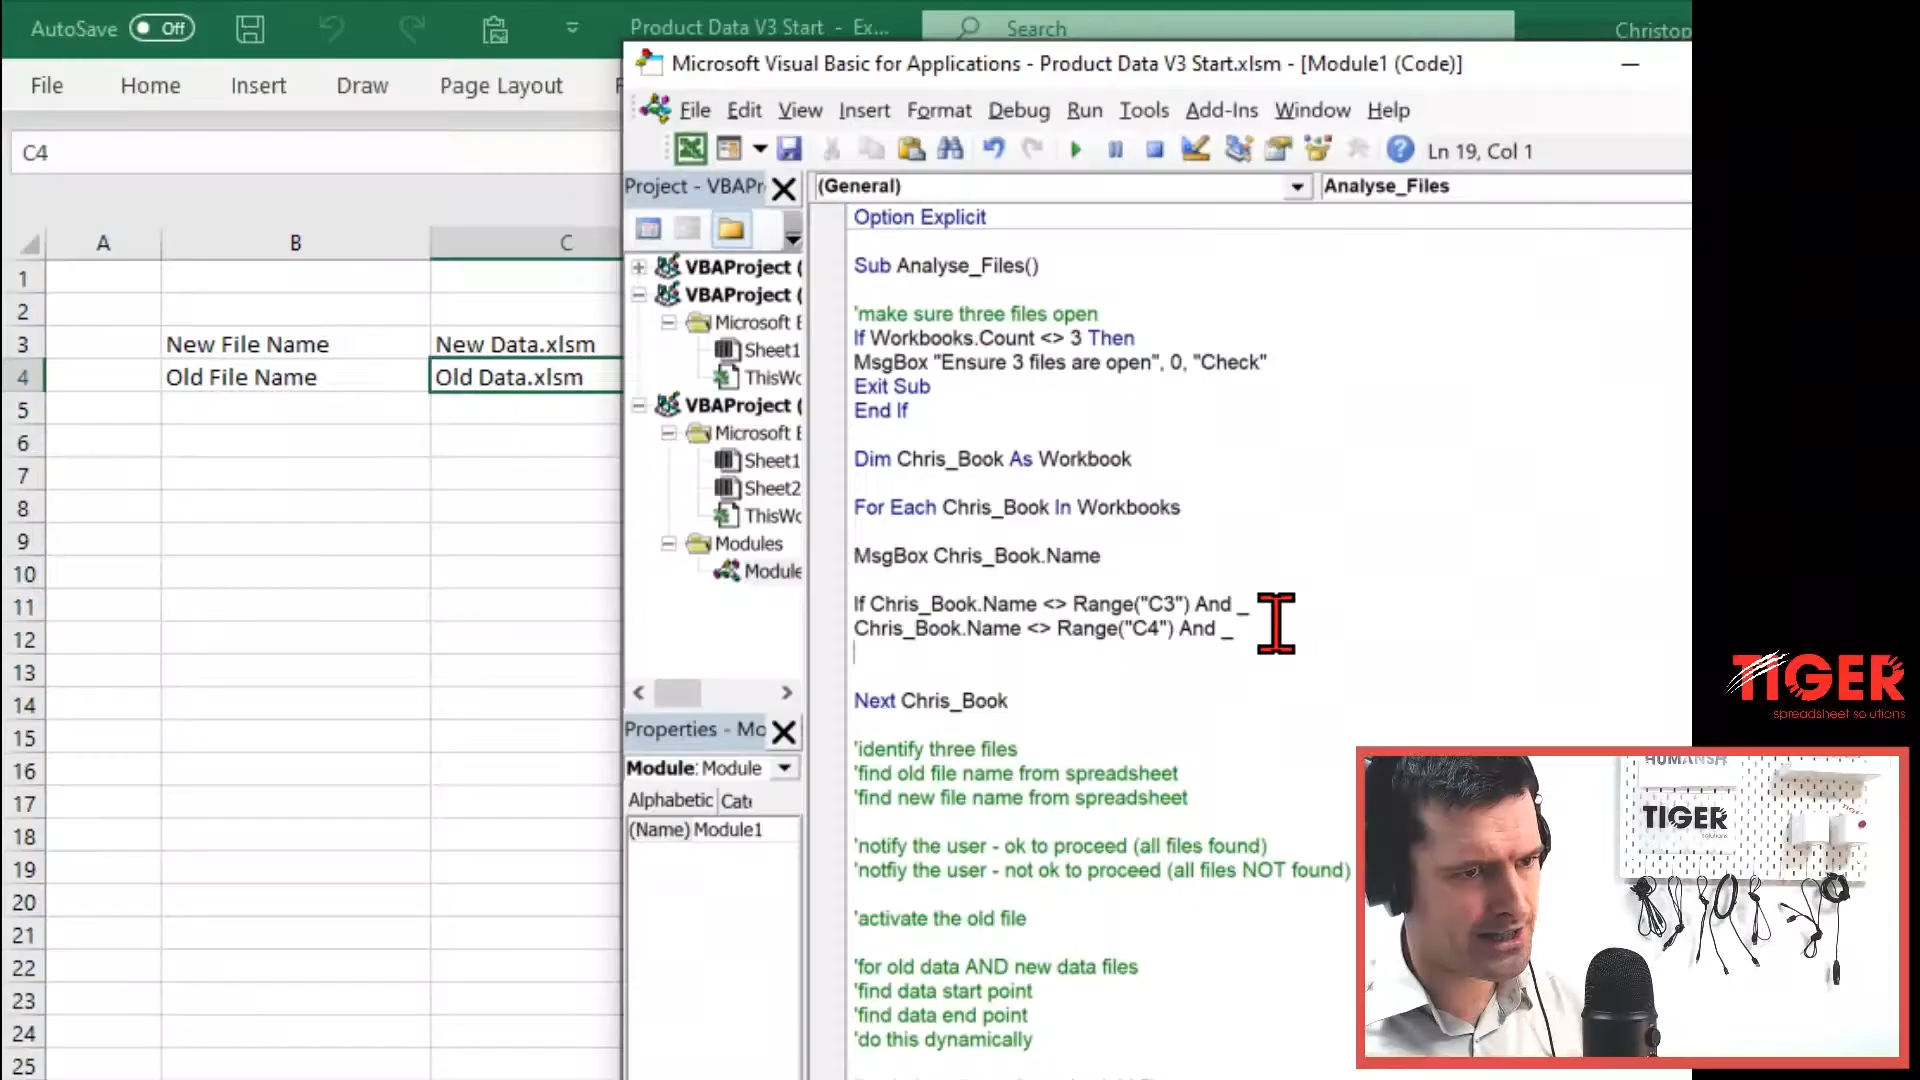 AutoSave Off
Product Data V3 Start - Ex...
Search
Christop
File Home Insert Draw Page Layout
C4
A B C
1
2
3 New File Name New Data.xlsm
4 Old File Name Old Data.xlsm
5
6
7
8
9
10
11
12
13
14
15
16
17
18
19
20
21
22
23
24
25
Microsoft Visual Basic for Applications - Product Data V3 Start.xlsm - [Module1 (Code)]
File Edit View Insert Format Debug Run Tools Add-Ins Window Help
Ln 19, Col 1
Project - VBAPr
VBAProject (
VBAProject (
Microsoft E
Sheet1
ThisWo
VBAProject (
Microsoft E
Sheet1
Sheet2
ThisWo
Modules
Module
Properties - Mo
Module: Module
Alphabetic Cate
(Name) Module1
(General) Analyse_Files
Option Explicit
Sub Analyse_Files()
'make sure three files open
If Workbooks.Count <> 3 Then
MsgBox "Ensure 3 files are open", 0, "Check"
Exit Sub
End If
Dim Chris_Book As Workbook
For Each Chris_Book In Workbooks
MsgBox Chris_Book.Name
If Chris_Book.Name <> Range("C3") And _
Chris_Book.Name <> Range("C4") And _
Next Chris_Book
'identify three files
'find old file name from spreadsheet
'find new file name from spreadsheet
'notify the user - ok to proceed (all files found)
'notfiy the user - not ok to proceed (all files NOT found)
'activate the old file
'for old data AND new data files
'find data start point
'find data end point
'do this dynamically
TIGER
spreadsheet solutions
TIGER
solutions